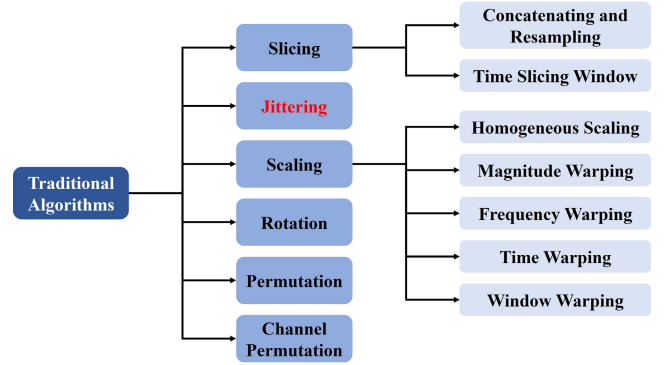 Traditional
Algorithms
Slicing
Jittering
Scaling
Rotation
Permutation
Channel
Permutation
Concatenating and
Resampling
Time Slicing Window
Homogeneous Scaling
Magnitude Warping
Frequency Warping
Time Warping
Window Warping